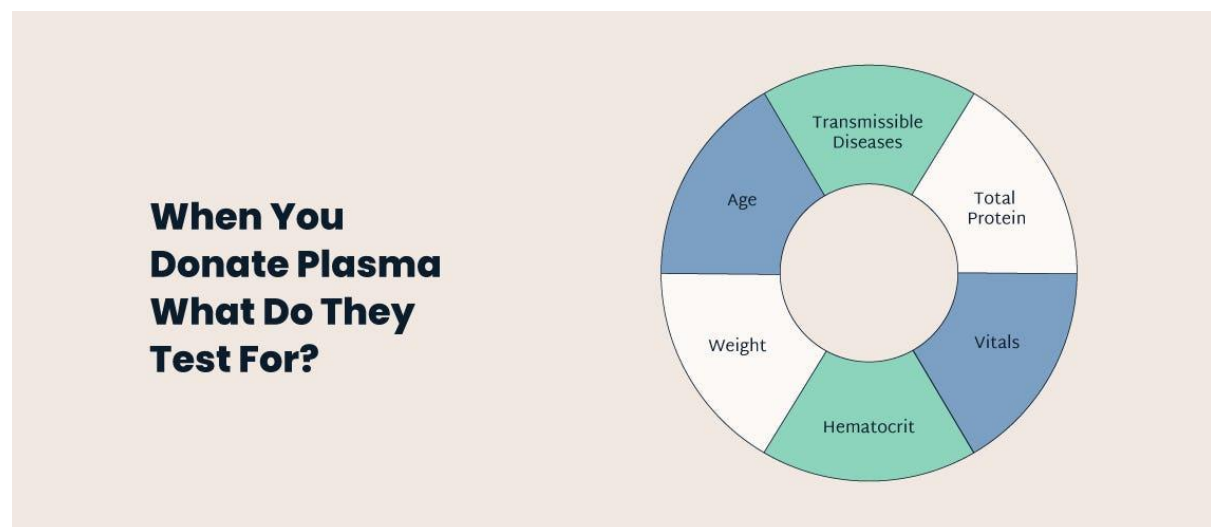 When You
Donate Plasma
What Do They
Test For?
Transmissible
Diseases
Total
Protein
Vitals
Hematocrit
Weight
Age